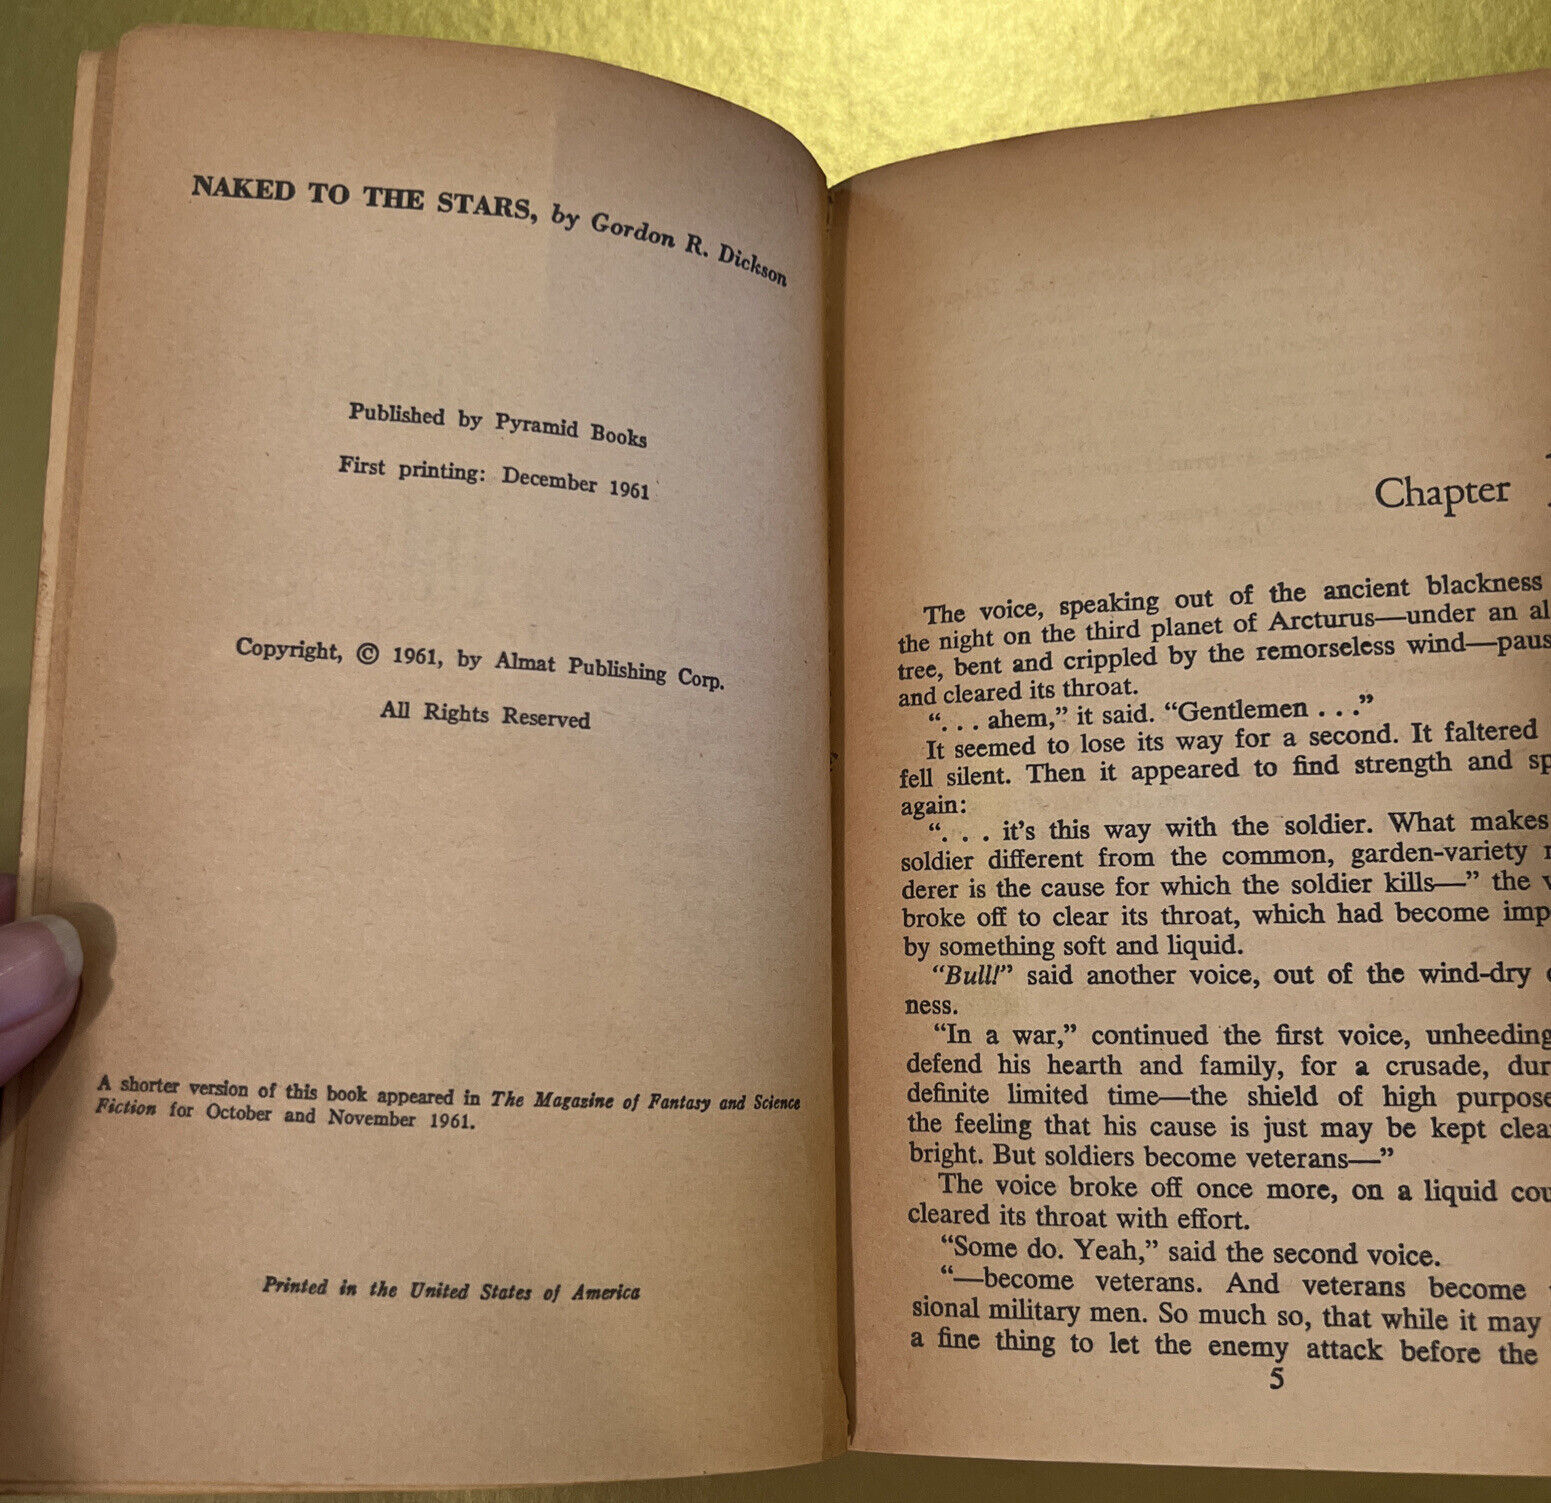 NAKED TO THE STARS, by Gordon R. Dickson
Published by Pyramid Books
First printing: December 1961
Copyright, © 1961, by Almat Publishing Corp.
All Rights Reserved
A shorter version of this book appeared in The Magazine of Fantasy and Science
Fiction for October and November 1961.
Printed in the United States of America
Chapter
The voice, speaking out of the ancient blackness
the night on the third planet of Arcturus—under an
tree, bent and crippled by the remorseless wind—
and cleared its throat.
“. . . ahem,” it said. “Gentlemen . . .”
It seemed to lose its way for a second. It faltered
fell silent. Then it appeared to find strength and
again:
“. . . it’s this way with the soldier. What makes
soldier different from the common, garden-variety
derer is the cause for which the soldier kills—” the
broke off to clear its throat, which had become
by something soft and liquid.
“Bull!” said another voice, out of the wind-dry
ness.
“In a war,” continued the first voice, unheeding
defend his hearth and family, for a crusade,
definite limited time—the shield of high purpose
the feeling that his cause is just may be kept
bright. But soldiers become veterans—”
The voice broke off once more, on a liquid
cleared its throat with effort.
“Some do. Yeah,” said the second voice.
“—become veterans. And veterans become
sional military men. So much so, that while it may
a fine thing to let the enemy attack before the
5